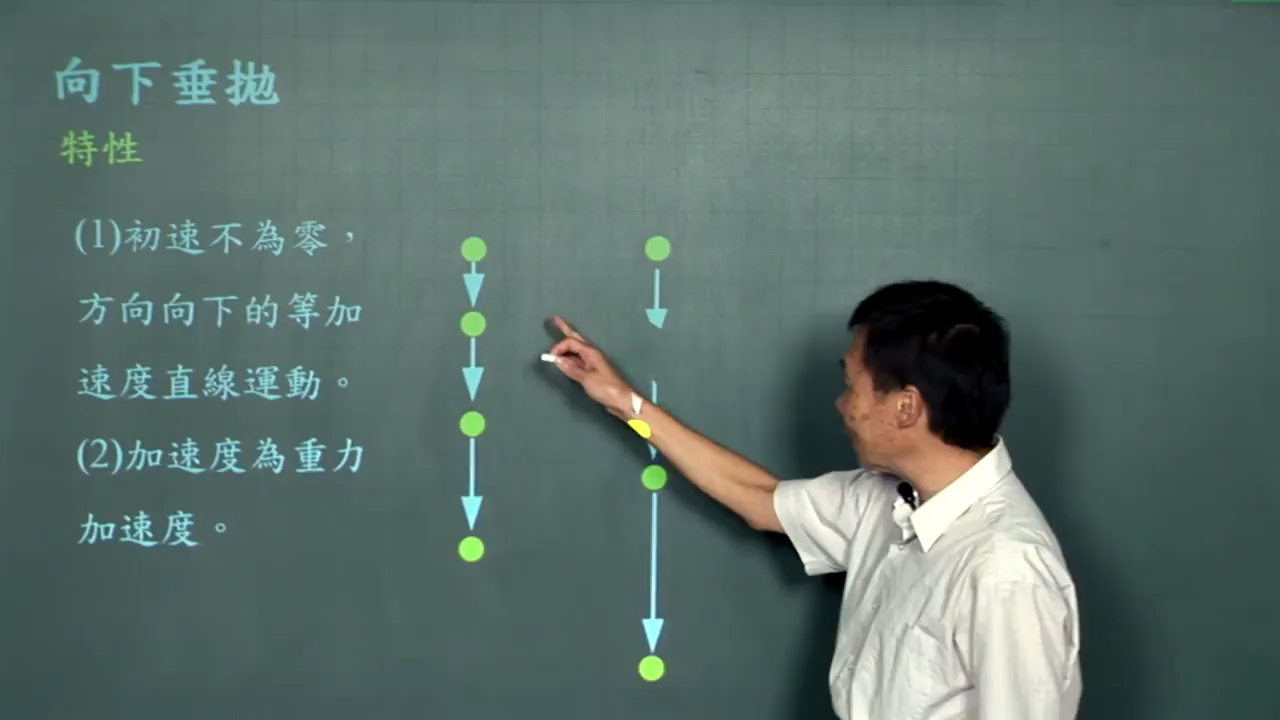 向下垂拋
特性
(1)初速不為零，
方向向下的等加
速度直線運動。
(2)加速度為重力
加速度。